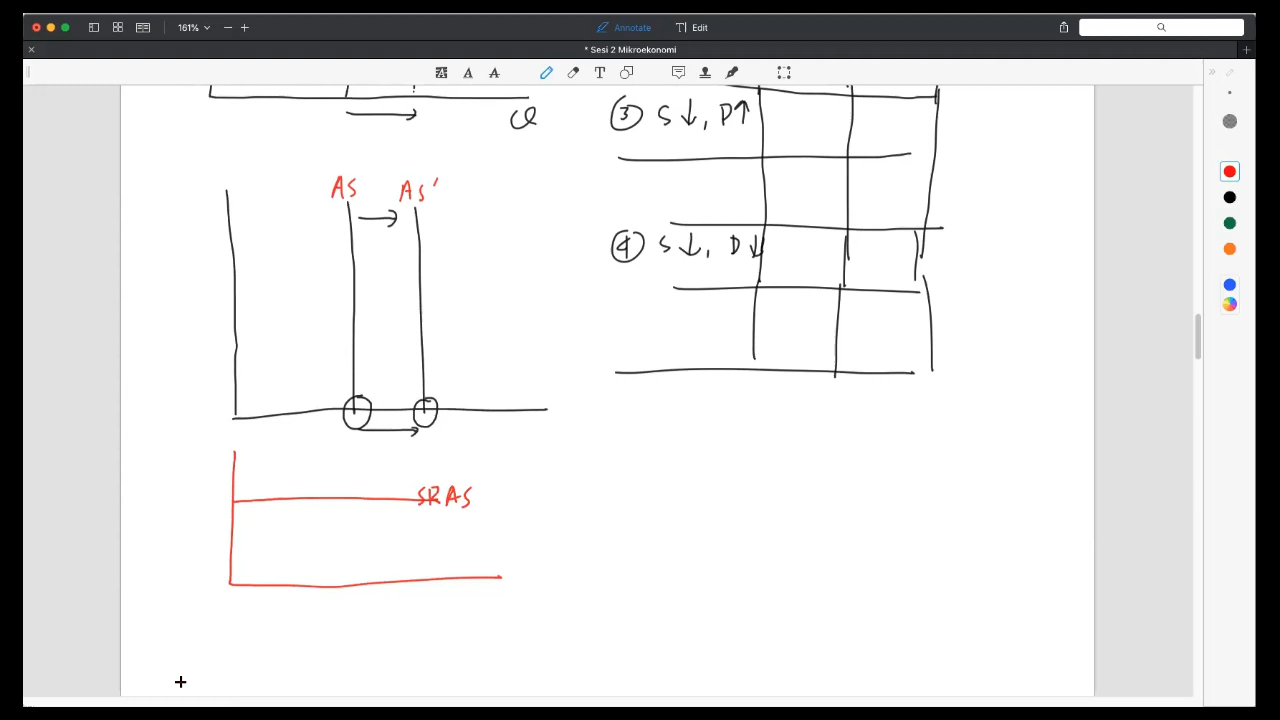 161%
Annotate
Edit
* Sesi 2 Mikroekonomi
Q
③ S↓, D↑
AS
AS'
④ S↓, D↓
SRAS